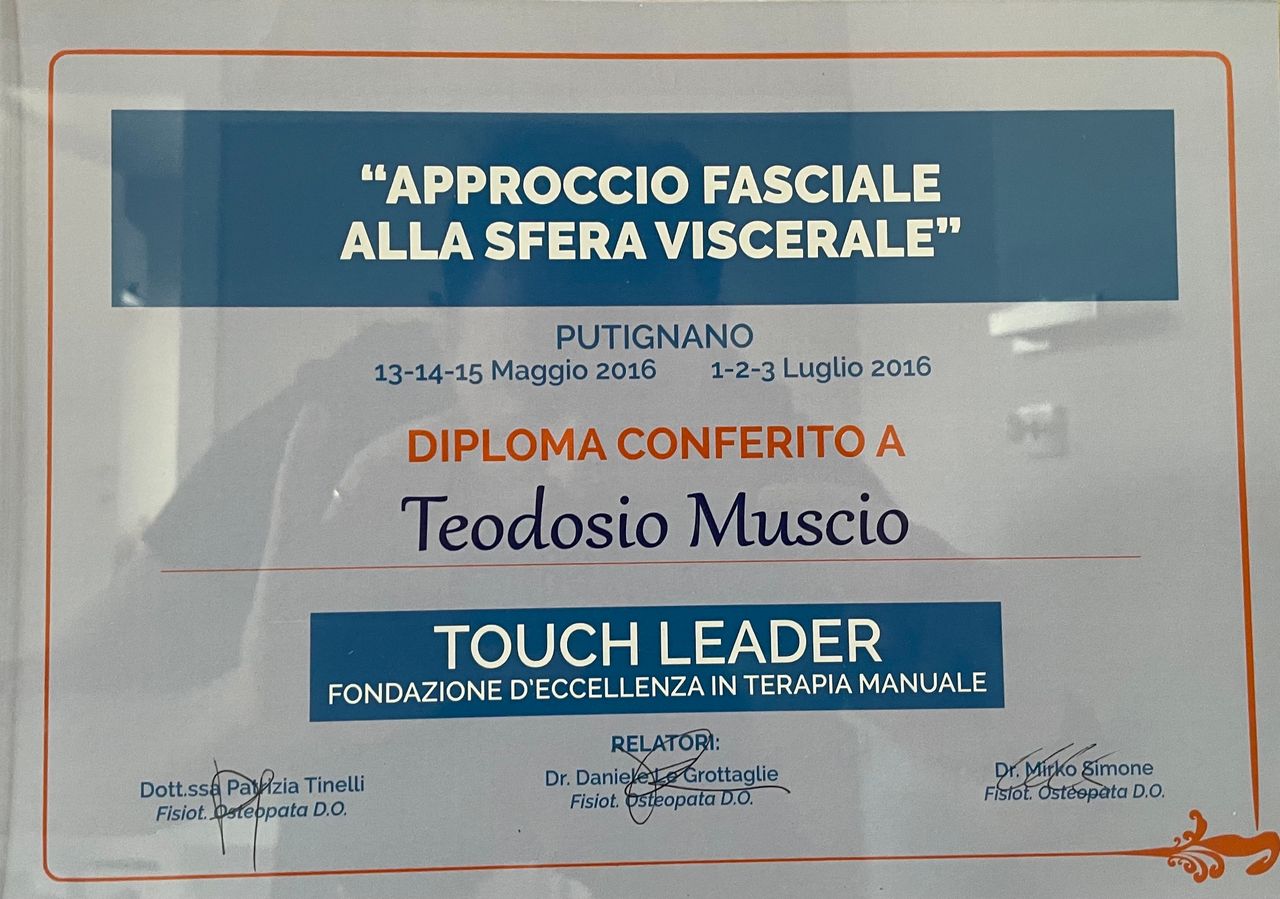 “APPROCCIO FASCIALE
ALLA SFERA VISCERALE”
PUTIGNANO
13-14-15 Maggio 2016 1-2-3 Luglio 2016
DIPLOMA CONFERITO A
Teodosio Muscio
TOUCH LEADER
FONDAZIONE D'ECCELLENZA IN TERAPIA MANUALE
RELATORI:
Dott.ssa Patrizia Tinelli
Fisiot. Osteopata D.O.
Dr. Daniele Lo Grottaglie
Fisiot. Osteopata D.O.
Dr. Mirko Simone
Fisiot. Osteopata D.O.